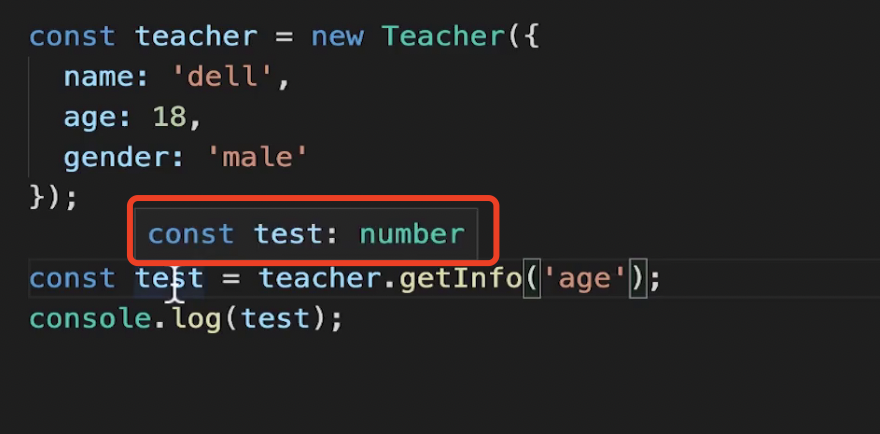 const teacher = new Teacher({
  name: 'dell',
  age: 18,
  gender: 'male'
});
const test: number
const test = teacher.getInfo('age');
console.log(test);